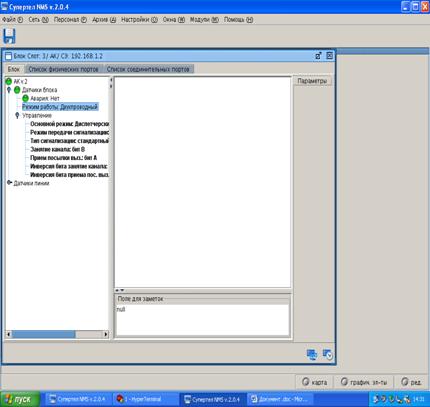 Супертел NMS v.2.0.4
Файл (F) Сеть (N) Персонал (P) Архив (A) Настройки (O) Окна (W) Модули (M) Помощь (H)
Блок Слот: 3/ АК/ СЭ: 192.168.1.2
Блок Список физических портов Список соединительных портов
АК v.2
Датчики блока
Авария: Нет
Режим работы: Двухпроводный
Управление
Основной режим: Диспетчерски
Режим передачи сигнализации:
Тип сигнализации: стандартный
Занятие канала: бит B
Прием посылки выз.: бит A
Инверсия бита занятие канала:
Инверсия бита приема пос. выз.
Датчики линии
Параметры
Поле для заметок
null
карта график. эл-ты ред.
пуск
Супертел NMS v.2.0.4
1 - HyperTerminal
Супертел NMS v.2.0.4
Документ .doc - Micr...
14:31